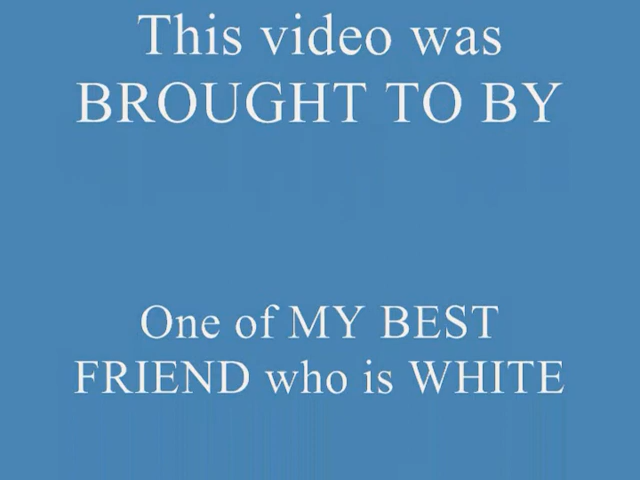 This video was
BROUGHT TO BY
One of MY BEST
FRIEND who is WHITE